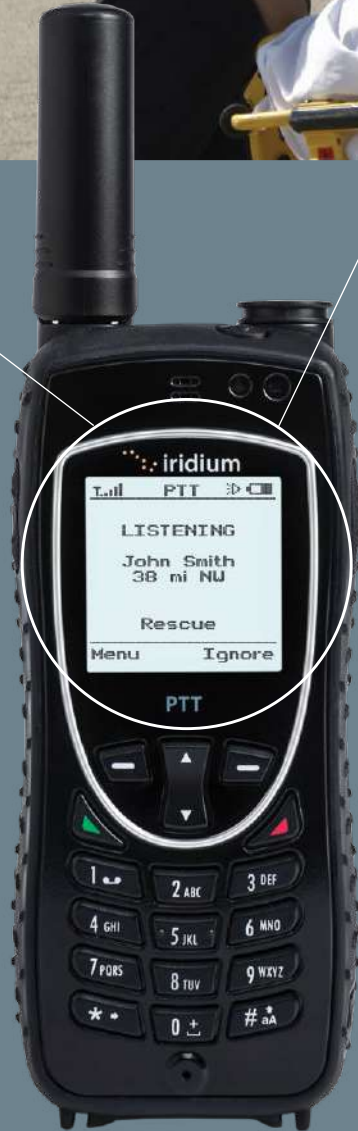 iridium
PTT
LISTENING
John Smith
38 mi NW
Rescue
Menu Ignore
PTT
1
2 ABC
3 DEF
4 GHI
5 JKL
6 MNO
7 PQRS
8 TUV
9 WXYZ
*
0 +
# aA